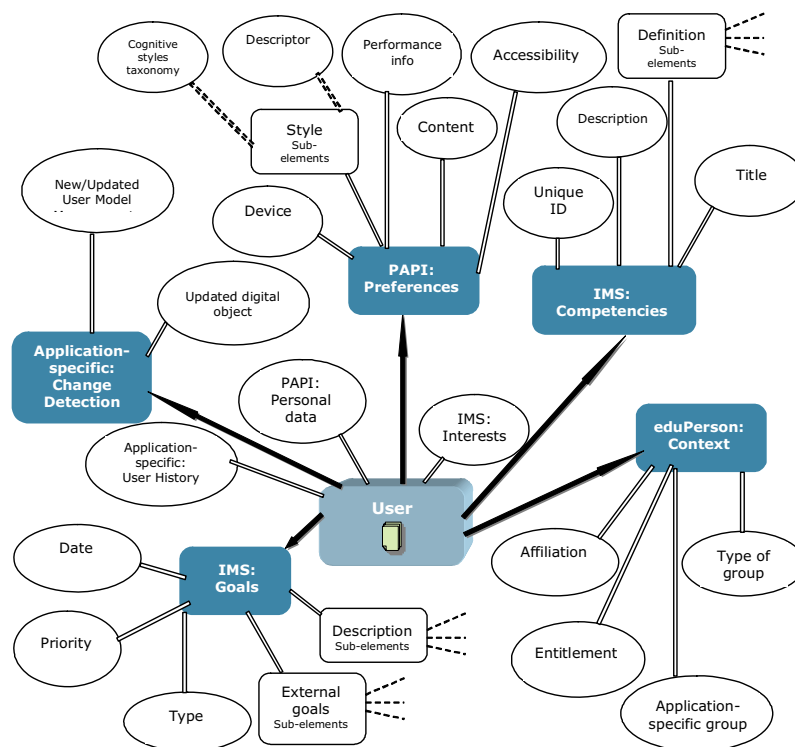 Cognitive
styles
taxonomy
Descriptor
Performance
info
Accessibility
Definition
Sub-
elements
Style
Sub-
elements
Content
Description
New/Updated
User Model
Device
Unique
ID
Title
PAPI:
Preferences
IMS:
Competencies
Updated digital
object
Application-
specific:
Change
Detection
PAPI:
Personal
data
IMS:
Interests
eduPerson:
Context
Application-
specific:
User History
User
Date
IMS:
Goals
Affiliation
Type of
group
Priority
Description
Sub-elements
Entitlement
Type
External
goals
Sub-elements
Application-
specific group